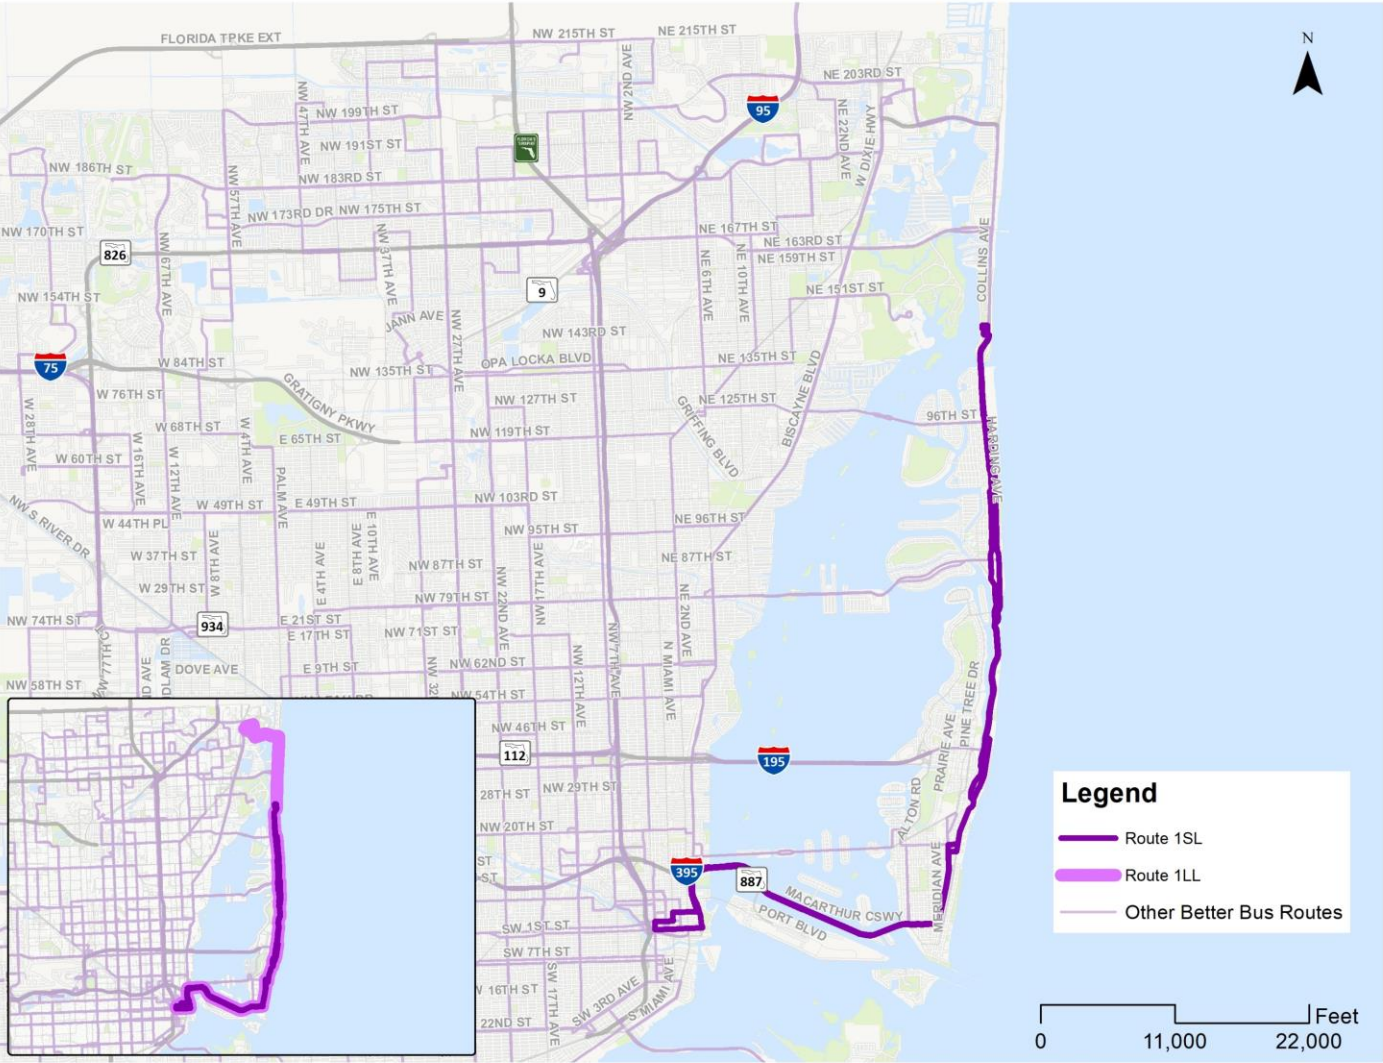 FLORIDA TPKE EXT
NW 215TH ST
NE 215TH ST
N
NW 2ND AVE
NE 203RD ST
NW 47TH AVE
NW 199TH ST
95
NE 22ND AVE
W DIXIE HWY
NW 191ST ST
NW 186TH ST
NW 183RD ST
NW 57TH AVE
NW 173RD DR
NW 175TH ST
NW 170TH ST
NE 167TH ST
NE 163RD ST
NE 159TH ST
COLLINS AVE
826
NW 67TH AVE
NW 37TH AVE
NE 6TH AVE
NE 10TH AVE
9
NE 151ST ST
NW 154TH ST
JANN AVE
NW 27TH AVE
NW 143RD ST
75
W 84TH ST
OPA LOCKA BLVD
NW 135TH ST
NE 135TH ST
BISCAYNE BLVD
W 76TH ST
GRATIGNY PKWY
NW 127TH ST
NE 125TH ST
GRIFFING BLVD
96TH ST
HARDING AVE
W 28TH AVE
W 68TH ST
W 4TH AVE
E 65TH ST
NW 119TH ST
W 60TH ST
W 16TH AVE
W 12TH AVE
PALM AVE
NW S RIVER DR
W 49TH ST
E 49TH ST
NW 103RD ST
W 44TH PL
E 10TH AVE
E 8TH AVE
NW 95TH ST
NE 96TH ST
W 37TH ST
W 8TH AVE
E 4TH AVE
NW 87TH ST
NW 17TH AVE
NE 87TH ST
W 29TH ST
NW 22ND AVE
NW 79TH ST
NE 2ND AVE
NW 74TH ST
934
E 21ST ST
E 17TH ST
NW 71ST ST
NW 7TH AVE
N MIAMI AVE
DOVE AVE
E 9TH ST
NW 62ND ST
NW 12TH AVE
NW 58TH ST
NW 54TH ST
PINE TREE DR
NW 46TH ST
112
195
PRAIRIE AVE
28TH ST
NW 29TH ST
ALTON RD
NW 20TH ST
MERIDIAN AVE
395
887
MACARTHUR CSWY
PORT BLVD
SW 1ST ST
SW 7TH ST
SW 17TH AVE
SW 3RD AVE
S MIAMI AVE
16TH ST
22ND ST
Legend
Route 1SL
Route 1LL
Other Better Bus Routes
Feet
0 11,000 22,000